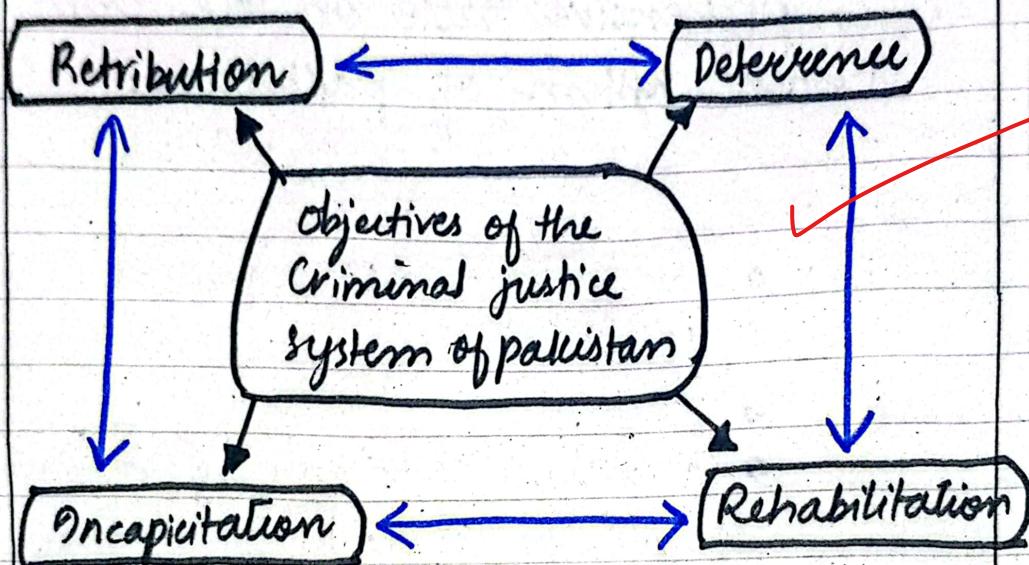 Retribution
Deterrence
Objectives of the
Criminal justice
system of pakistan
Incapicitation
Rehabilitation